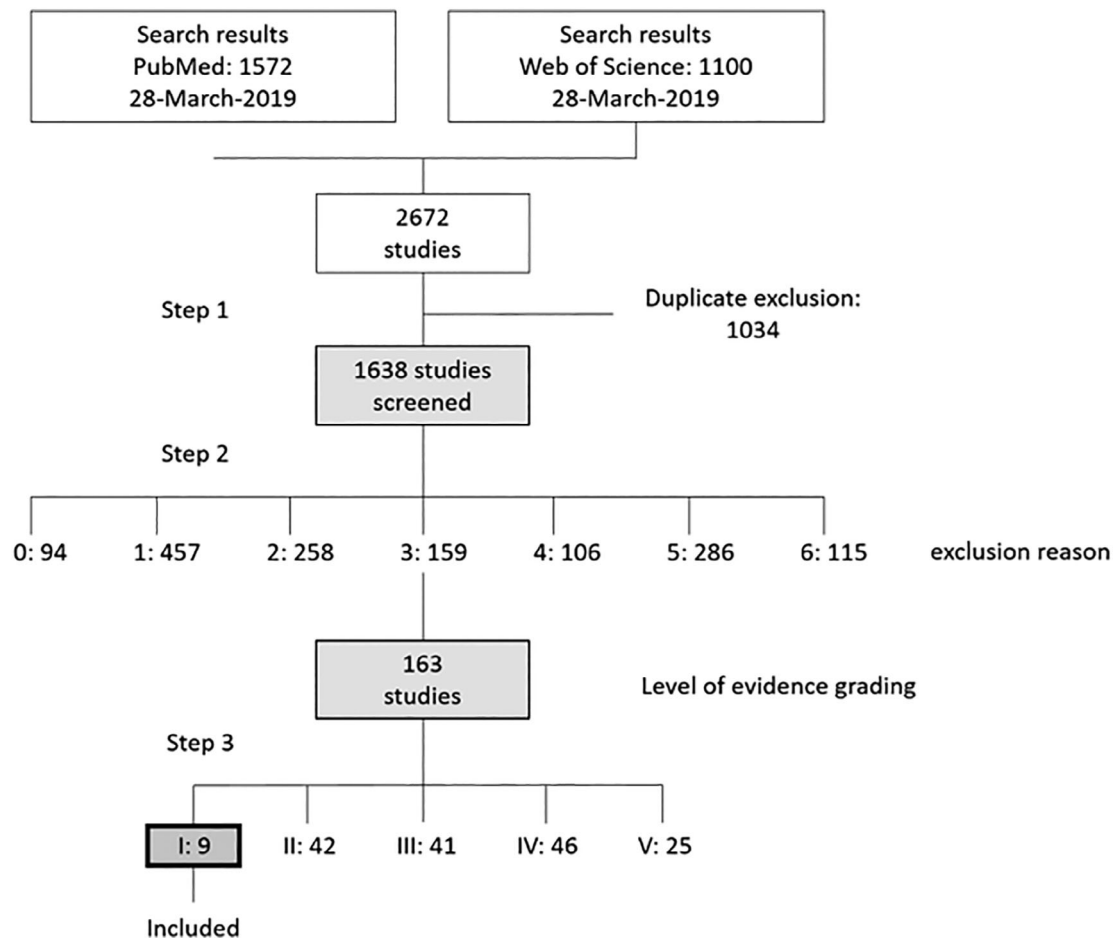 Search results
PubMed: 1572
28-March-2019
Search results
Web of Science: 1100
28-March-2019
2672
studies
Step 1
Duplicate exclusion:
1034
1638 studies
screened
Step 2
0: 94 1: 457 2: 258 3: 159 4: 106 5: 286 6: 115 exclusion reason
163
studies
Level of evidence grading
Step 3
I: 9 II: 42 III: 41 IV: 46 V: 25
Included